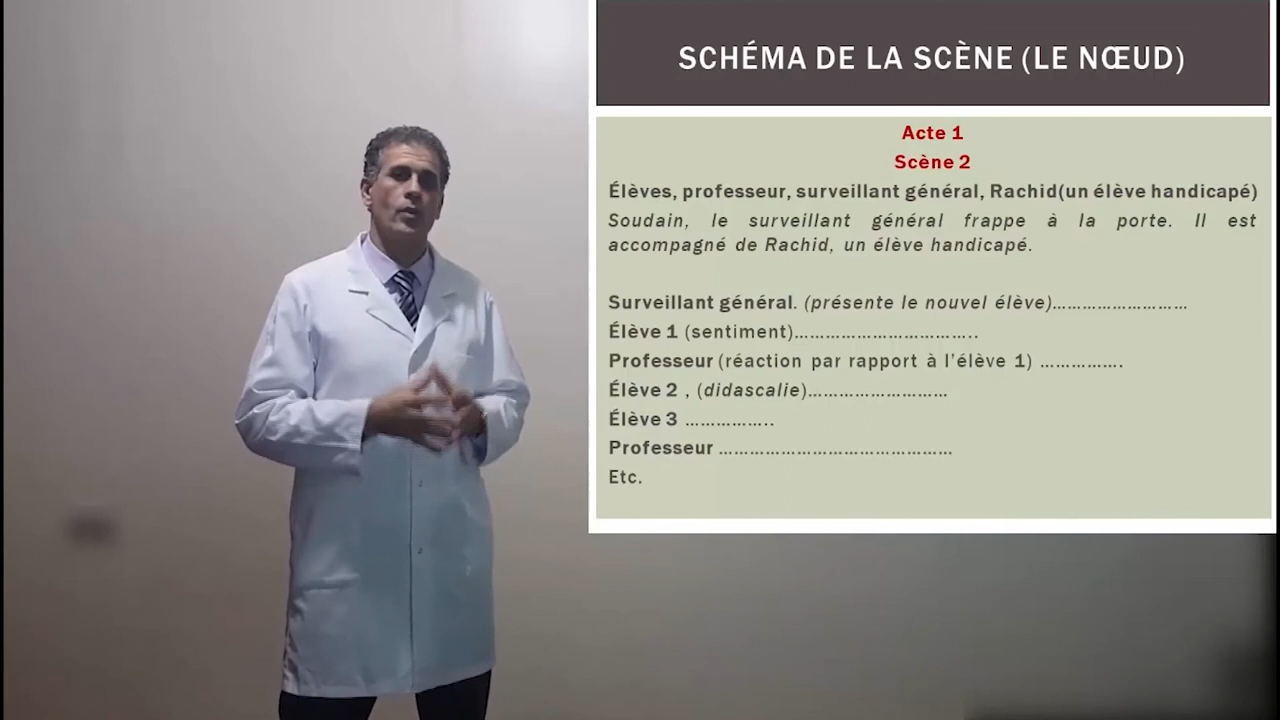 SCHÉMA DE LA SCÈNE (LE NŒUD)
Acte 1
Scène 2
Élèves, professeur, surveillant général, Rachid(un élève handicapé)
Soudain, le surveillant général frappe à la porte. Il est
accompagné de Rachid, un élève handicapé.
Surveillant général. (présente le nouvel élève)………………………
Élève 1 (sentiment)……………………………..
Professeur (réaction par rapport à l’élève 1) …………….
Élève 2 , (didascalie)………………………
Élève 3 ……………..
Professeur ………………………………………
Etc.